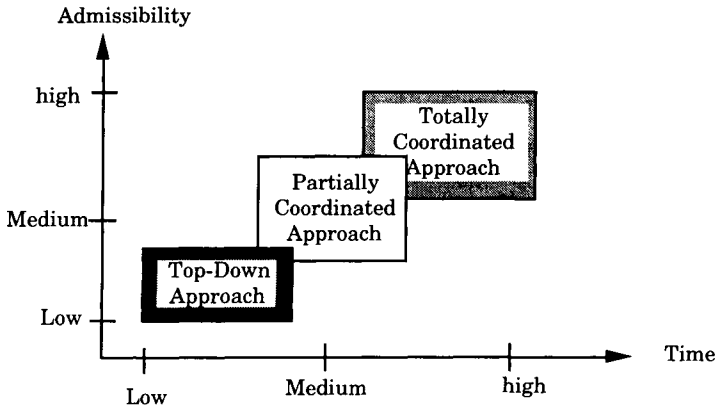 Admissibility
high
Totally
Coordinated
Approach
Partially
Coordinated
Approach
Medium
Top-Down
Approach
Low
Time
Low
Medium
high